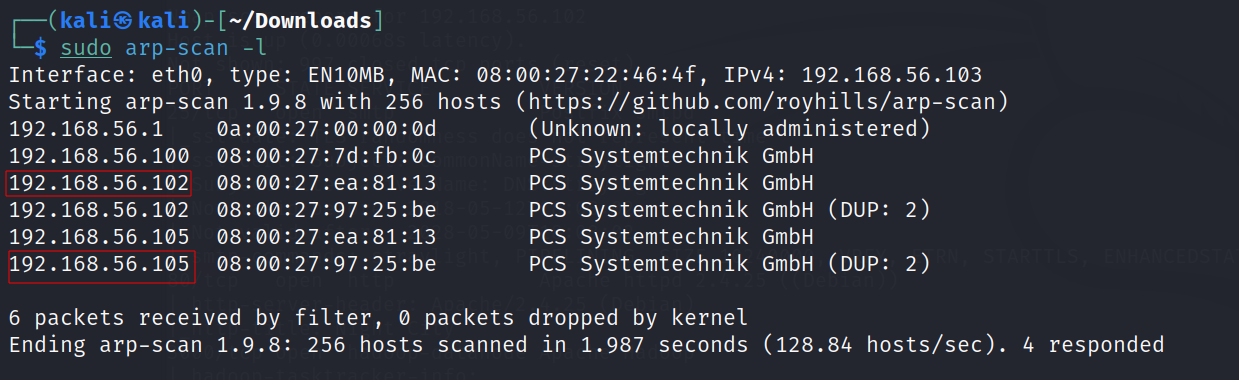 ┌──(kali㉿kali)-[~/Downloads]
└─$ sudo arp-scan -l
Interface: eth0, type: EN10MB, MAC: 08:00:27:22:46:4f, IPv4: 192.168.56.103
Starting arp-scan 1.9.8 with 256 hosts (https://github.com/royhills/arp-scan)
192.168.56.1 0a:00:27:00:00:0d (Unknown: locally administered)
192.168.56.100 08:00:27:7d:fb:0c PCS Systemtechnik GmbH
192.168.56.102 08:00:27:ea:81:13 PCS Systemtechnik GmbH
192.168.56.102 08:00:27:97:25:be PCS Systemtechnik GmbH (DUP: 2)
192.168.56.105 08:00:27:ea:81:13 PCS Systemtechnik GmbH
192.168.56.105 08:00:27:97:25:be PCS Systemtechnik GmbH (DUP: 2)
6 packets received by filter, 0 packets dropped by kernel
Ending arp-scan 1.9.8: 256 hosts scanned in 1.987 seconds (128.84 hosts/sec). 4 responded